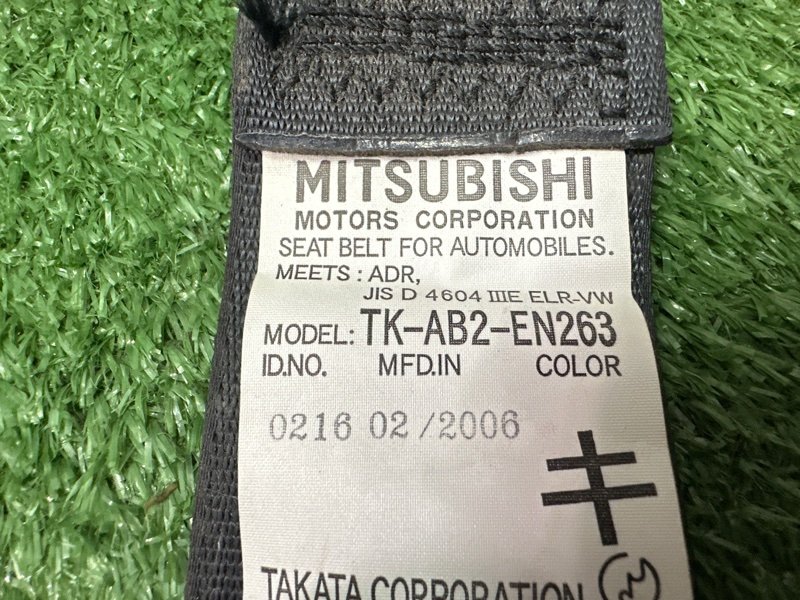 MITSUBISHI
MOTORS CORPORATION
SEAT BELT FOR AUTOMOBILES.
MEETS : ADR,
JIS D 4604 IIIE ELR-VW
MODEL: TK-AB2-EN263
ID.NO. MFD.IN COLOR
0216 02/2006
キ
TAKATA CORPORATION